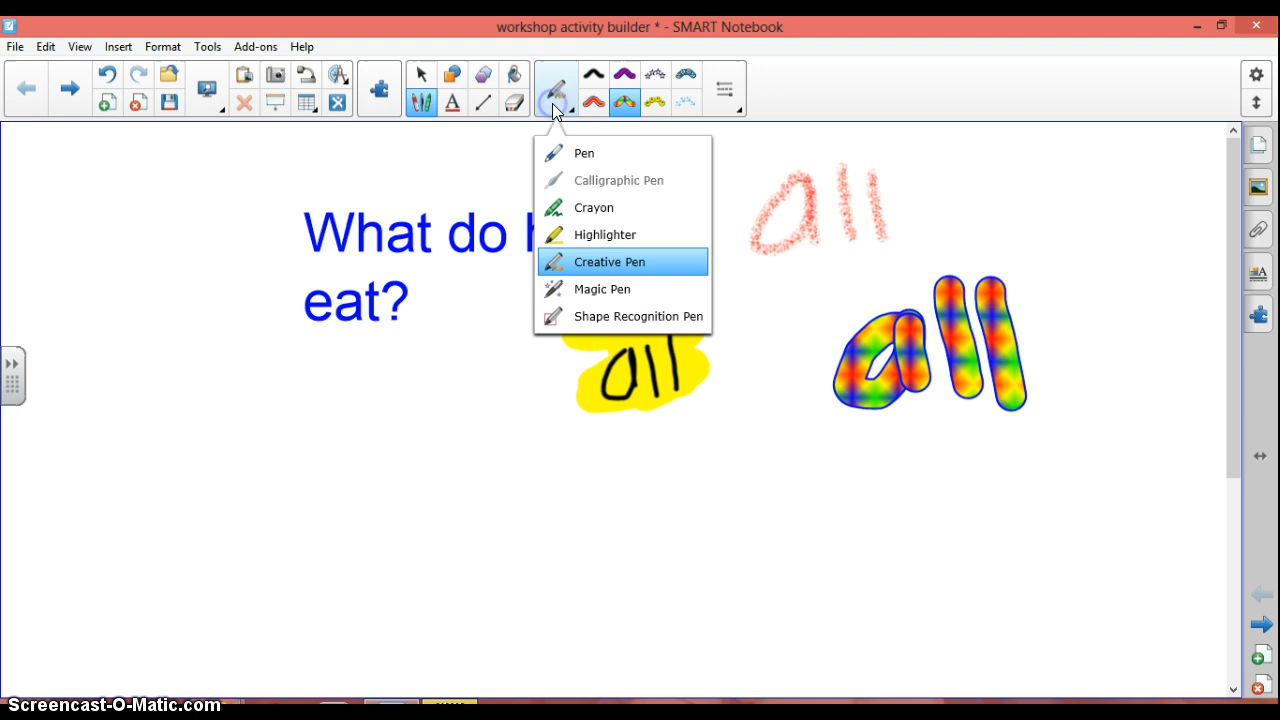 workshop activity builder * - SMART Notebook
File Edit View Insert Format Tools Add-ons Help
Pen
Calligraphic Pen
Crayon
Highlighter
Creative Pen
Magic Pen
Shape Recognition Pen
What do
eat?
all
all
all
Screencast-O-Matic.com